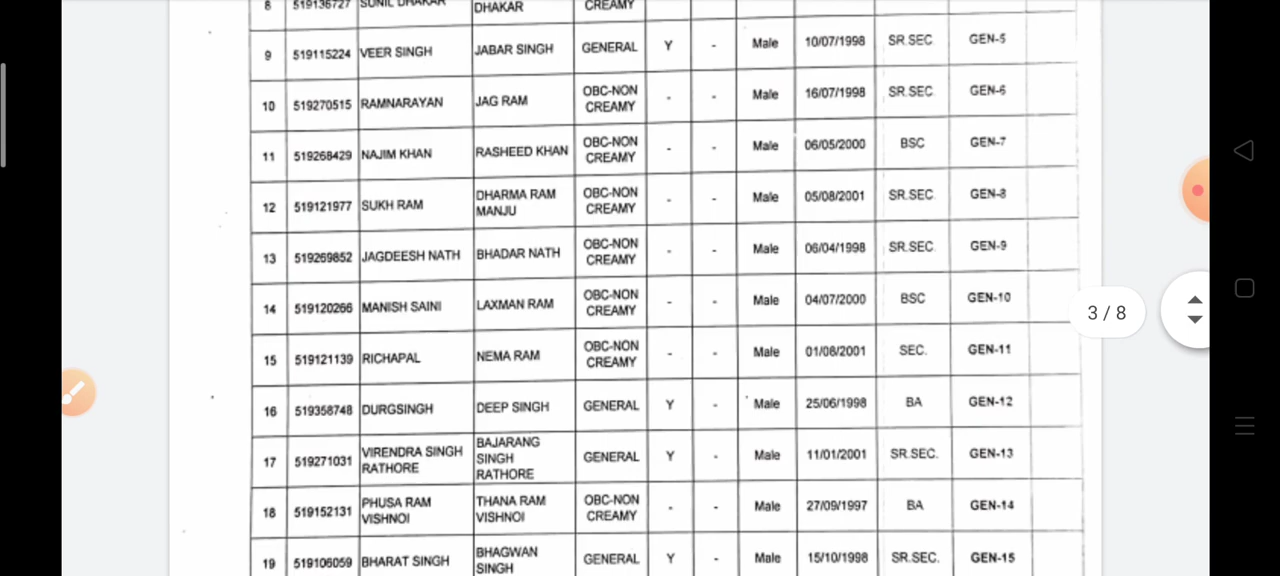 8 519136727 SUNIL DHAKAR DHAKAR CREAMY
9 519115224 VEER SINGH JABAR SINGH GENERAL Y - Male 10/07/1998 SR.SEC GEN-5
10 519270515 RAMNARAYAN JAG RAM OBC-NON CREAMY - - Male 16/07/1998 SR.SEC GEN-6
11 519268429 NAJIM KHAN RASHEED KHAN OBC-NON CREAMY - - Male 06/05/2000 BSC GEN-7
12 519121977 SUKH RAM DHARMA RAM MANJU OBC-NON CREAMY - - Male 05/08/2001 SR.SEC. GEN-8
13 519269852 JAGDEESH NATH BHADAR NATH OBC-NON CREAMY - - Male 06/04/1998 SR.SEC. GEN-9
14 519120266 MANISH SAINI LAXMAN RAM OBC-NON CREAMY - - Male 04/07/2000 BSC GEN-10
15 519121139 RICHAPAL NEMA RAM OBC-NON CREAMY - - Male 01/08/2001 SEC. GEN-11
16 519358748 DURGSINGH DEEP SINGH GENERAL Y - Male 25/06/1998 BA GEN-12
17 519271031 VIRENDRA SINGH RATHORE BAJARANG SINGH RATHORE GENERAL Y - Male 11/01/2001 SR.SEC. GEN-13
18 519152131 PHUSA RAM VISHNOI THANA RAM VISHNOI OBC-NON CREAMY - - Male 27/09/1997 BA GEN-14
19 519106059 BHARAT SINGH BHAGWAN SINGH GENERAL Y - Male 15/10/1998 SR.SEC. GEN-15
3 / 8